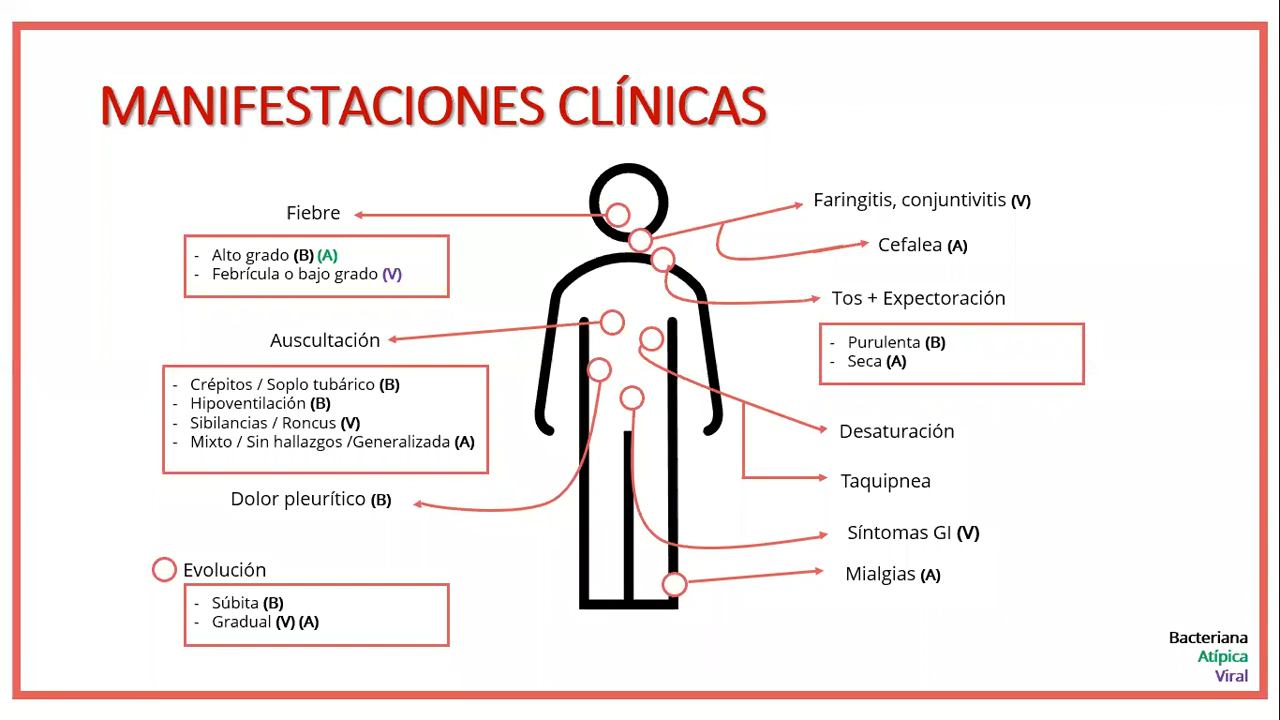 MANIFESTACIONES CLÍNICAS
Fiebre
- Alto grado (B) (A)
- Febrícula o bajo grado (V)
Auscultación
- Crépitos / Soplo tubárico (B)
- Hipoventilación (B)
- Sibilancias / Roncus (V)
- Mixto / Sin hallazgos /Generalizada (A)
Dolor pleurítico (B)
Evolución
- Súbita (B)
- Gradual (V) (A)
Faringitis, conjuntivitis (V)
Cefalea (A)
Tos + Expectoración
- Purulenta (B)
- Seca (A)
Desaturación
Taquipnea
Síntomas GI (V)
Mialgias (A)
Bacteriana
Atípica
Viral